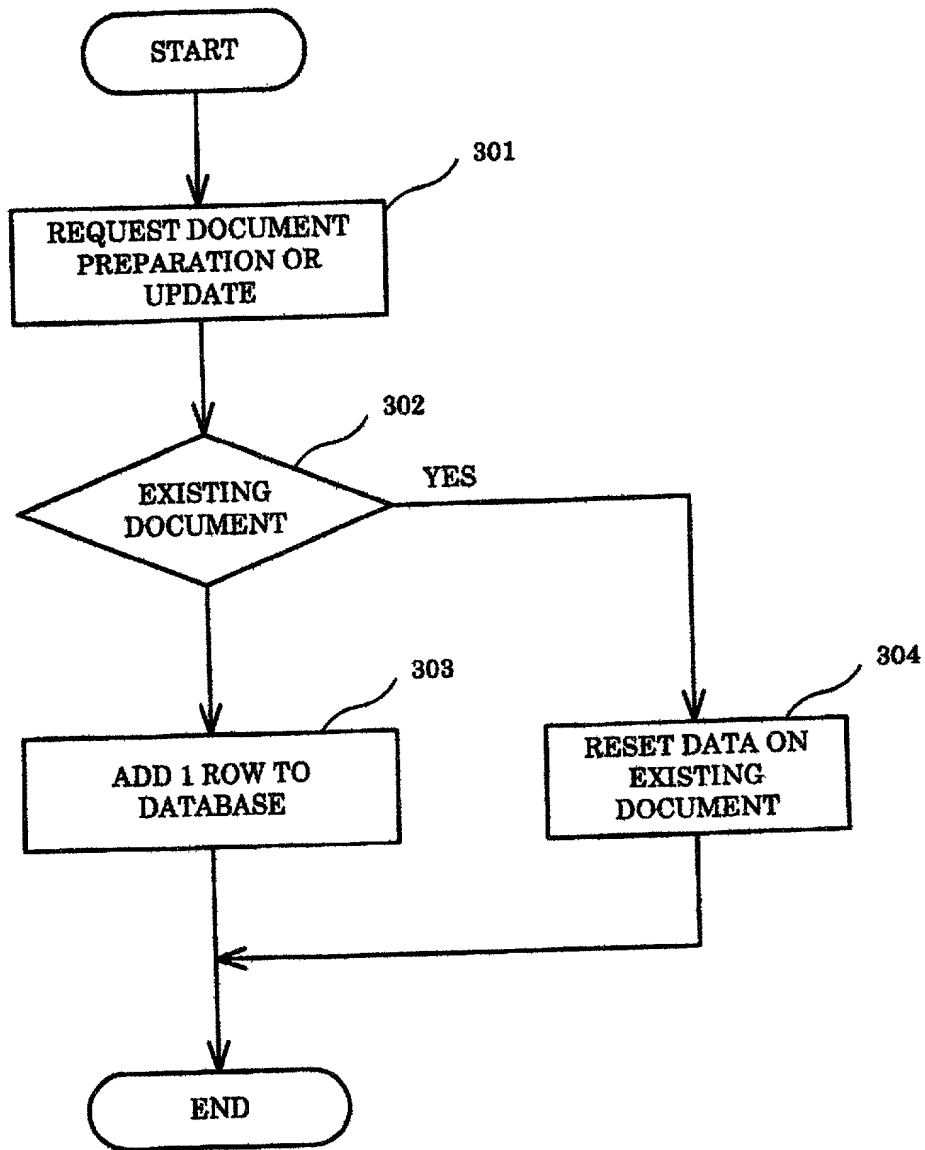 START
301
REQUEST DOCUMENT
PREPARATION OR
UPDATE
302
EXISTING
DOCUMENT
YES
303
ADD 1 ROW TO
DATABASE
304
RESET DATA ON
EXISTING
DOCUMENT
END